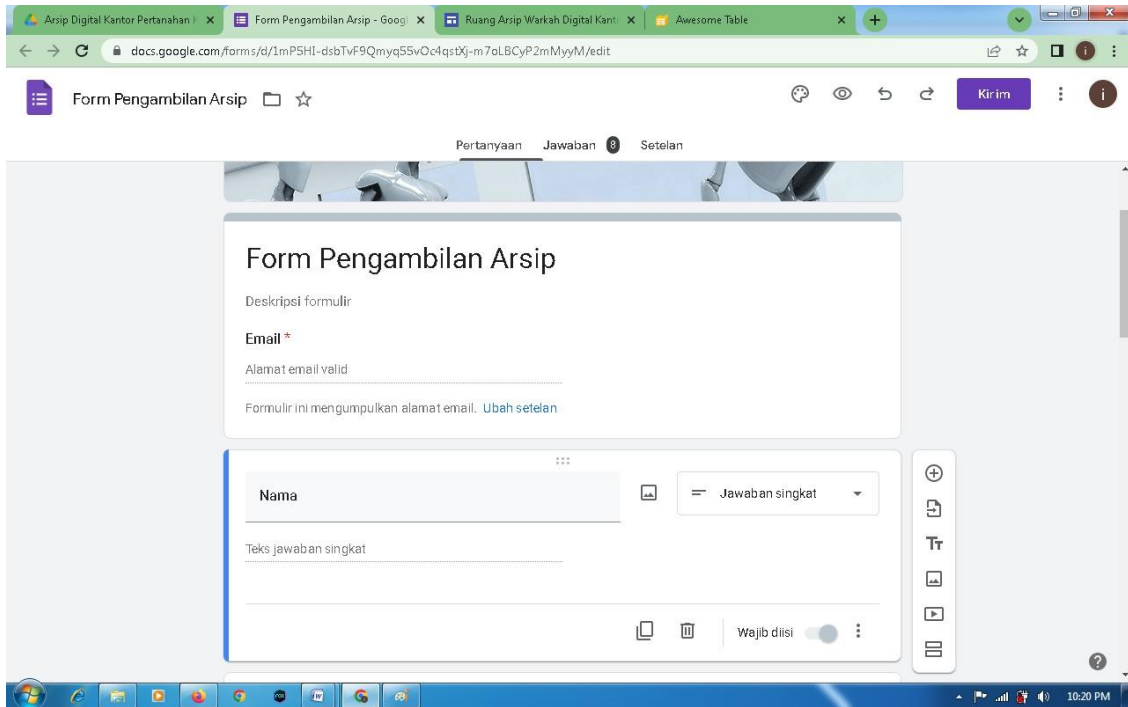 Arsip Digital Kantor Pertanahan K
Form Pengambilan Arsip - Googl
Ruang Arsip Warkah Digital Kant
Awesome Table
docs.google.com/forms/d/1mP5HI-dsbTvF9Qmyq55vOc4qstXj-m7oLBCyP2mMyyM/edit
Form Pengambilan Arsip
Kirim
i
Pertanyaan Jawaban 8 Setelan
Form Pengambilan Arsip
Deskripsi formulir
Email *
Alamat email valid
Formulir ini mengumpulkan alamat email. Ubah setelan
Nama
Jawaban singkat
Teks jawaban singkat
Wajib diisi
10:20 PM